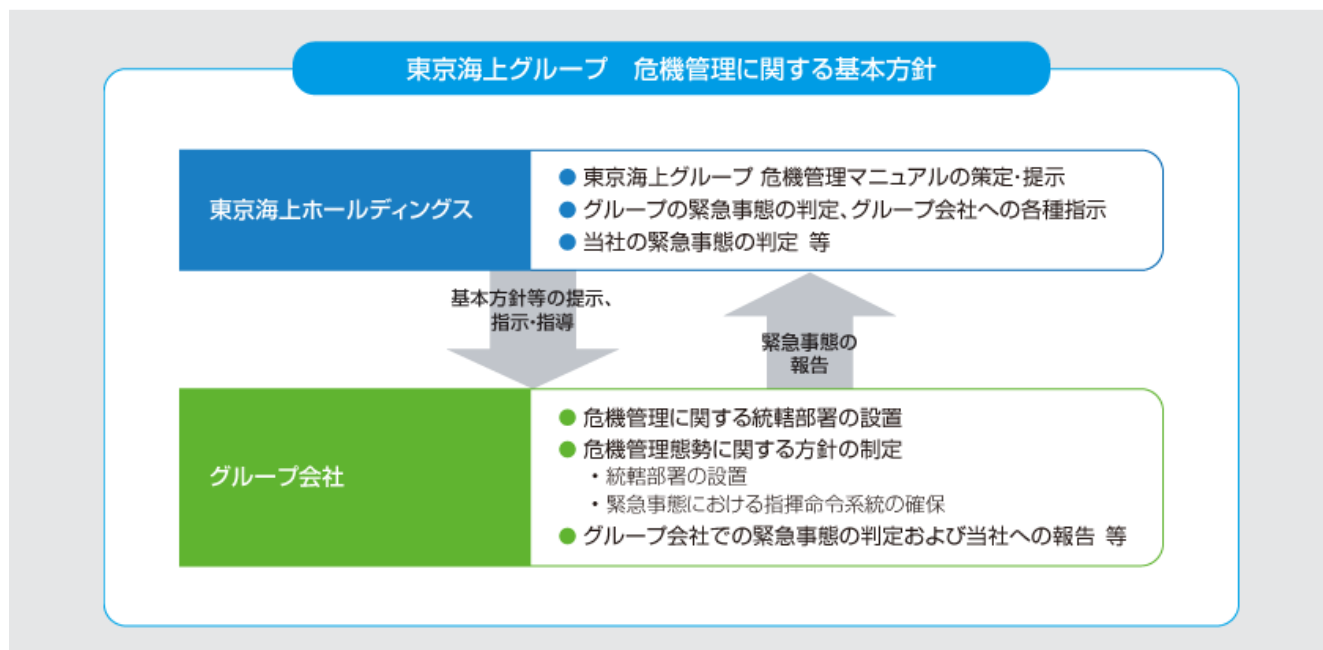 東京海上グループ　危機管理に関する基本方針
東京海上ホールディングス
● 東京海上グループ 危機管理マニュアルの策定・提示
● グループの緊急事態の判定、グループ会社への各種指示
● 当社の緊急事態の判定 等
基本方針等の提示、
指示・指導
緊急事態の
報告
グループ会社
● 危機管理に関する統轄部署の設置
● 危機管理態勢に関する方針の制定
・統轄部署の設置
・緊急事態における指揮命令系統の確保
● グループ会社での緊急事態の判定および当社への報告 等